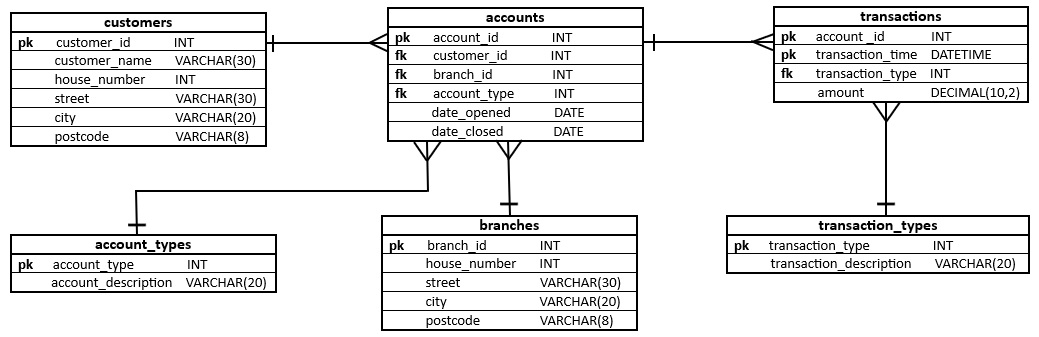 customers
pk customer_id INT
customer_name VARCHAR(30)
house_number INT
street VARCHAR(30)
city VARCHAR(20)
postcode VARCHAR(8)
accounts
pk account_id INT
fk customer_id INT
fk branch_id INT
fk account_type INT
date_opened DATE
date_closed DATE
transactions
pk account _id INT
pk transaction_time DATETIME
fk transaction_type INT
amount DECIMAL(10,2)
account_types
pk account_type INT
account_description VARCHAR(20)
branches
pk branch_id INT
house_number INT
street VARCHAR(30)
city VARCHAR(20)
postcode VARCHAR(8)
transaction_types
pk transaction_type INT
transaction_description VARCHAR(20)